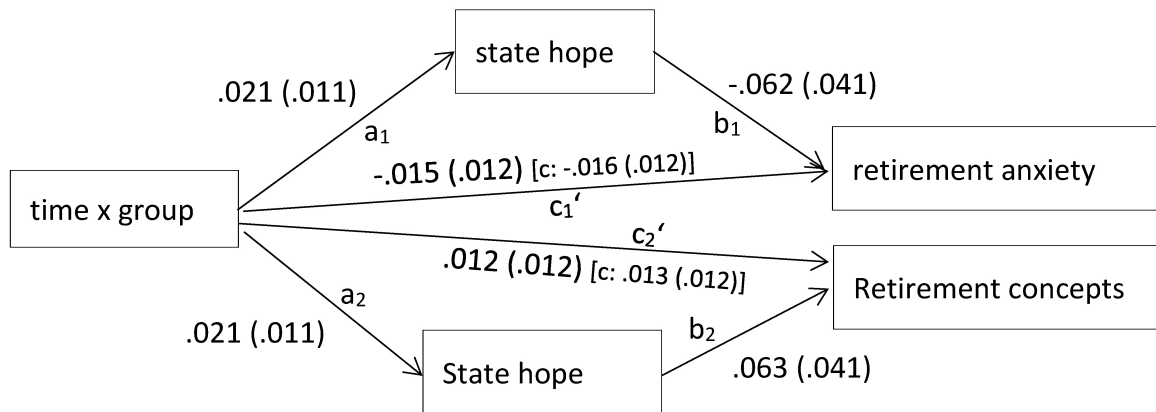 state hope
.021 (.011)
-.062 (.041)
a₁
b₁
-.015 (.012) [c: -.016 (.012)]
retirement anxiety
time x group
c₁‘
c₂‘
.012 (.012) [c: .013 (.012)]
Retirement concepts
a₂
.021 (.011)
b₂
State hope
.063 (.041)